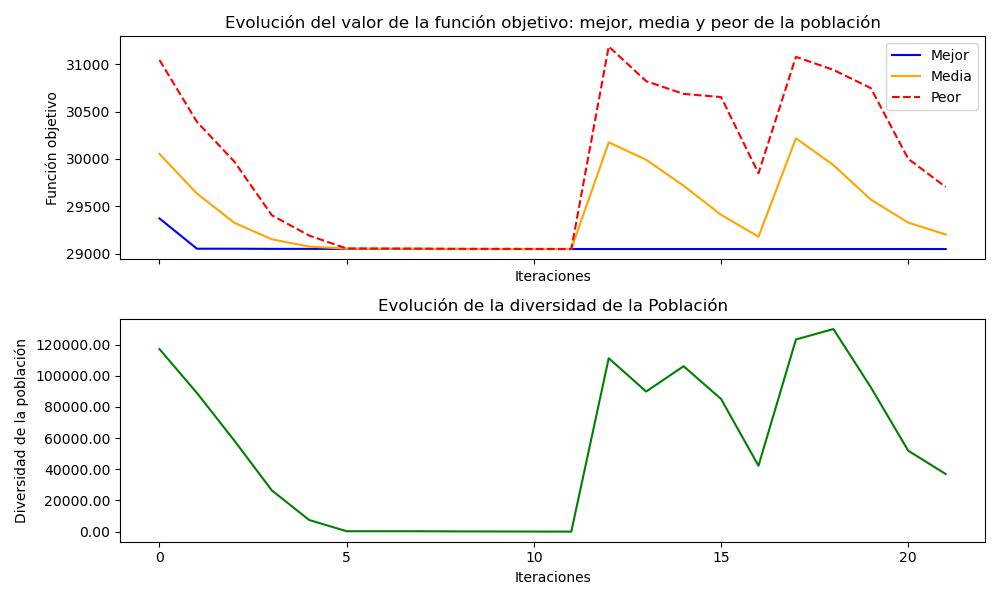 Evolución del valor de la función objetivo: mejor, media y peor de la población
Función objetivo
31000
30500
30000
29500
29000
Mejor
Media
Peor
Iteraciones
Evolución de la diversidad de la Población
Diversidad de la población
120000.00
100000.00
80000.00
60000.00
40000.00
20000.00
0.00
0 5 10 15 20
Iteraciones